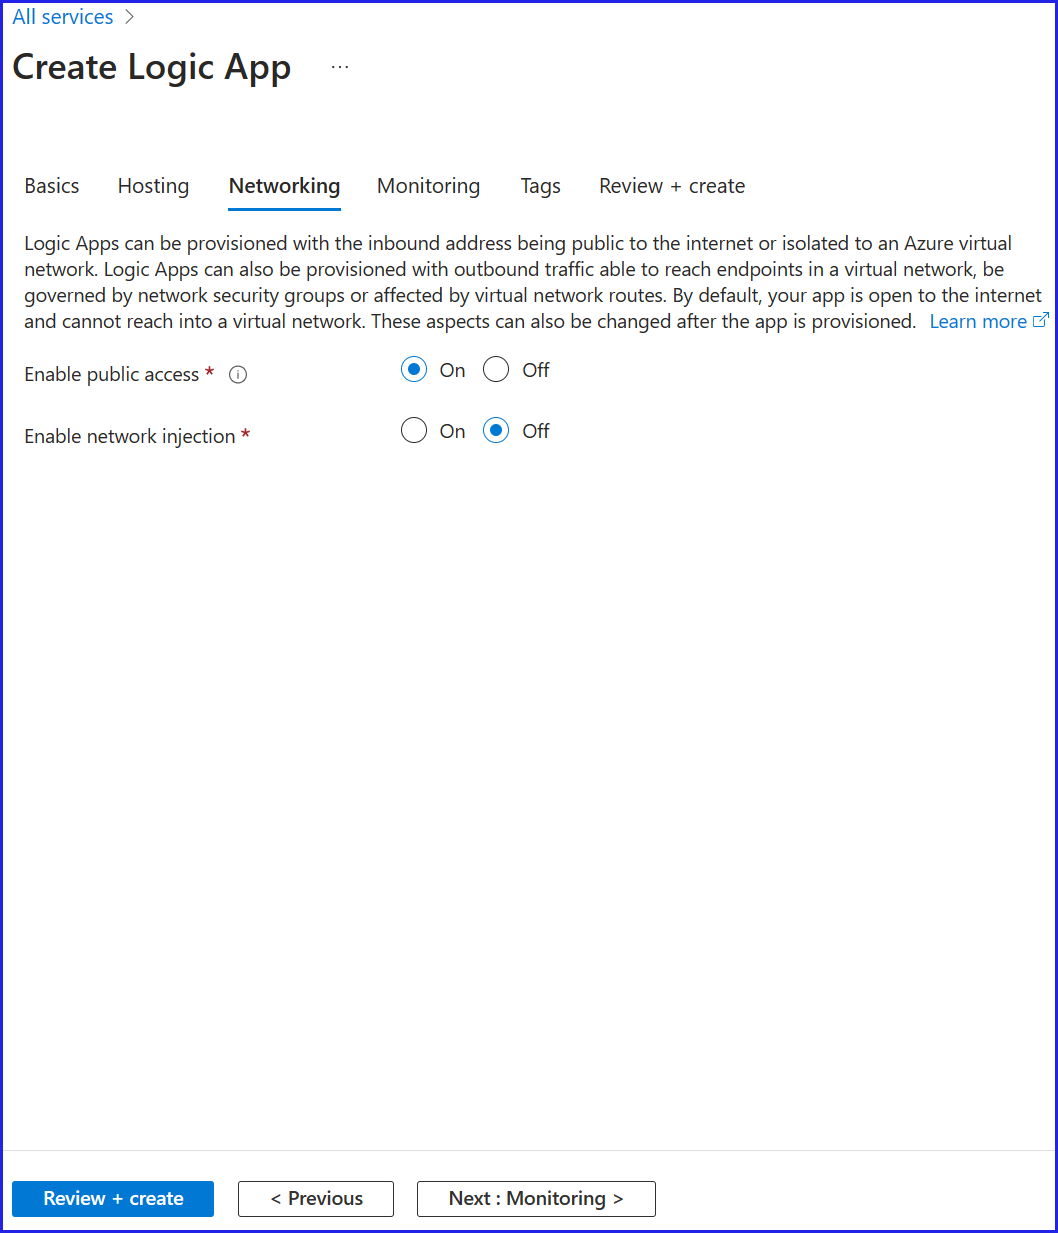 All services >
Create Logic App ...
Basics Hosting Networking Monitoring Tags Review + create
Logic Apps can be provisioned with the inbound address being public to the internet or isolated to an Azure virtual
network. Logic Apps can also be provisioned with outbound traffic able to reach endpoints in a virtual network, be
governed by network security groups or affected by virtual network routes. By default, your app is open to the internet
and cannot reach into a virtual network. These aspects can also be changed after the app is provisioned. Learn more
Enable public access * On Off
Enable network injection * On Off
Review + create < Previous Next : Monitoring >